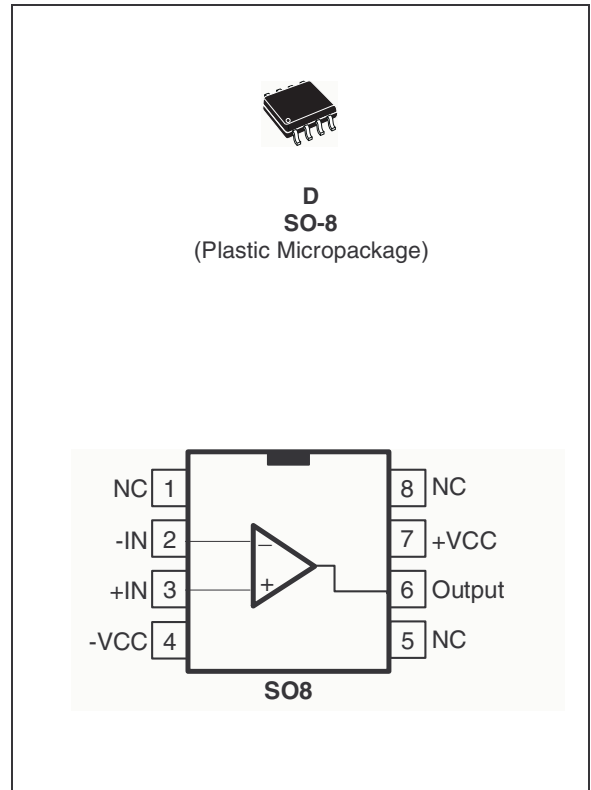 D
SO-8
(Plastic Micropackage)
NC 1 8 NC
-IN 2 − 7 +VCC
+IN 3 + 6 Output
-VCC 4 5 NC
SO8